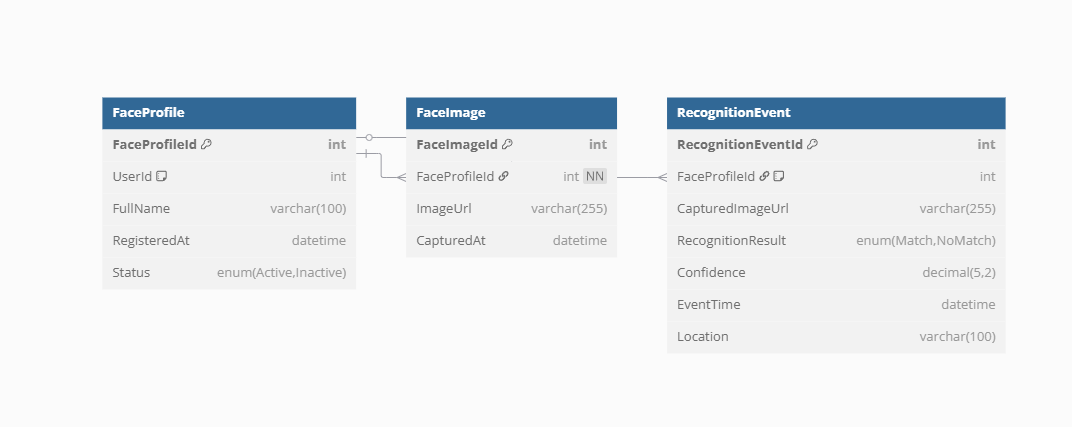 FaceProfile
FaceProfileId int
UserId int
FullName varchar(100)
RegisteredAt datetime
Status enum(Active,Inactive)
FaceImage
FaceImageId int
FaceProfileId int NN
ImageUrl varchar(255)
CapturedAt datetime
RecognitionEvent
RecognitionEventId int
FaceProfileId int
CapturedImageUrl varchar(255)
RecognitionResult enum(Match,NoMatch)
Confidence decimal(5,2)
EventTime datetime
Location varchar(100)